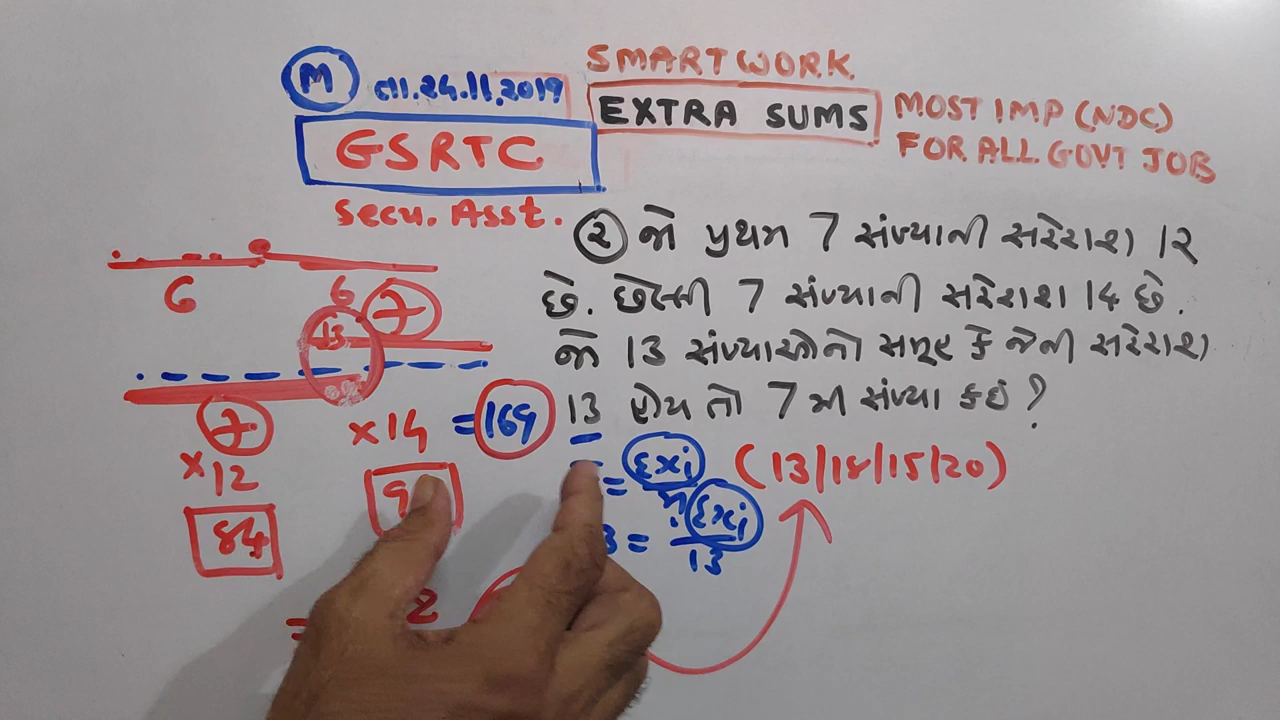 M તા.24.11.2019
SMART WORK
EXTRA SUMS
MOST IMP (NDC)
FOR ALL GOVT JOB
GSRTC
Secu. Asst.
૨ જો પ્રથમ 7 સંખ્યાની સરેરાશ 12
છે. છેલ્લી 7 સંખ્યાની સરેરાશ 14 છે.
જો 13 સંખ્યાઓનો સમૂહ કે જેની સરેરાશ
13 હોય તો 7 મી સંખ્યા કઈ?
(13/14/15/20)
6 6 7
13
7
×12
84
×14
= 169
= Σxi
n
= Σxi
13